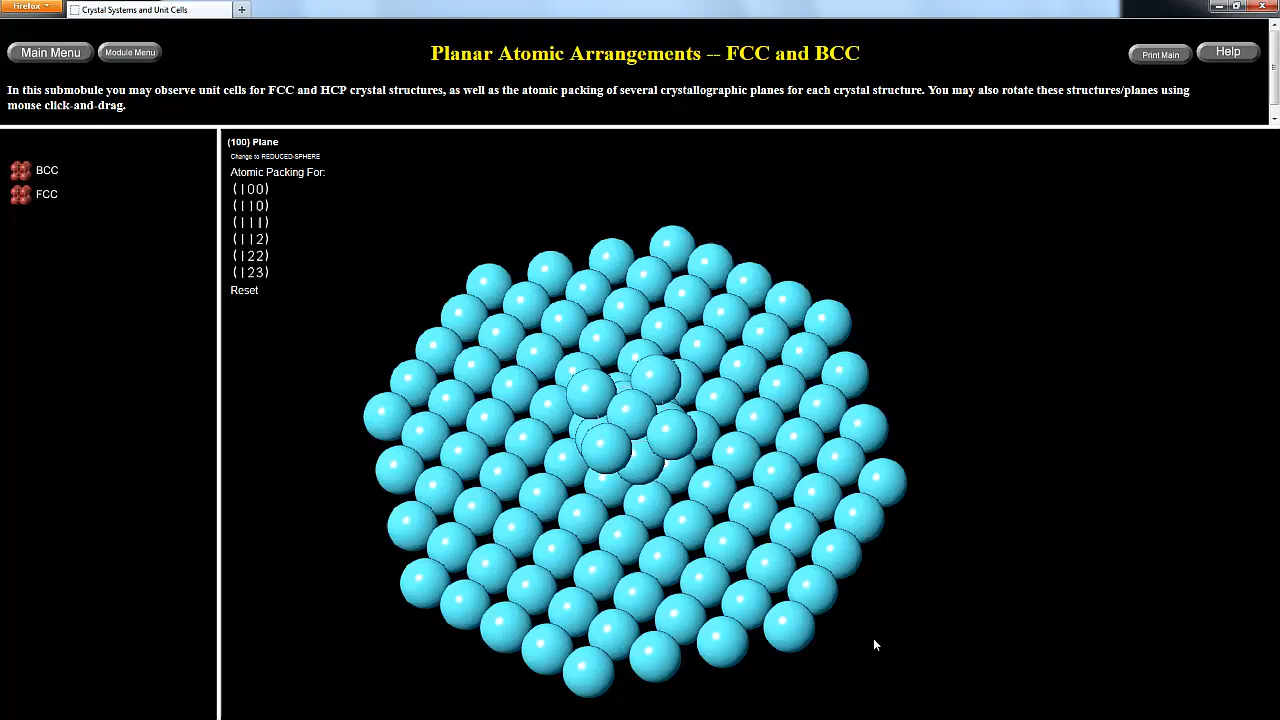 Firefox
Crystal Systems and Unit Cells
Main Menu
Module Menu
Planar Atomic Arrangements -- FCC and BCC
Print Main
Help
In this submobule you may observe unit cells for FCC and HCP crystal structures, as well as the atomic packing of several crystallographic planes for each crystal structure. You may also rotate these structures/planes using
mouse click-and-drag.
BCC
FCC
(100) Plane
Change to REDUCED-SPHERE
Atomic Packing For:
(100)
(110)
(111)
(112)
(122)
(123)
Reset